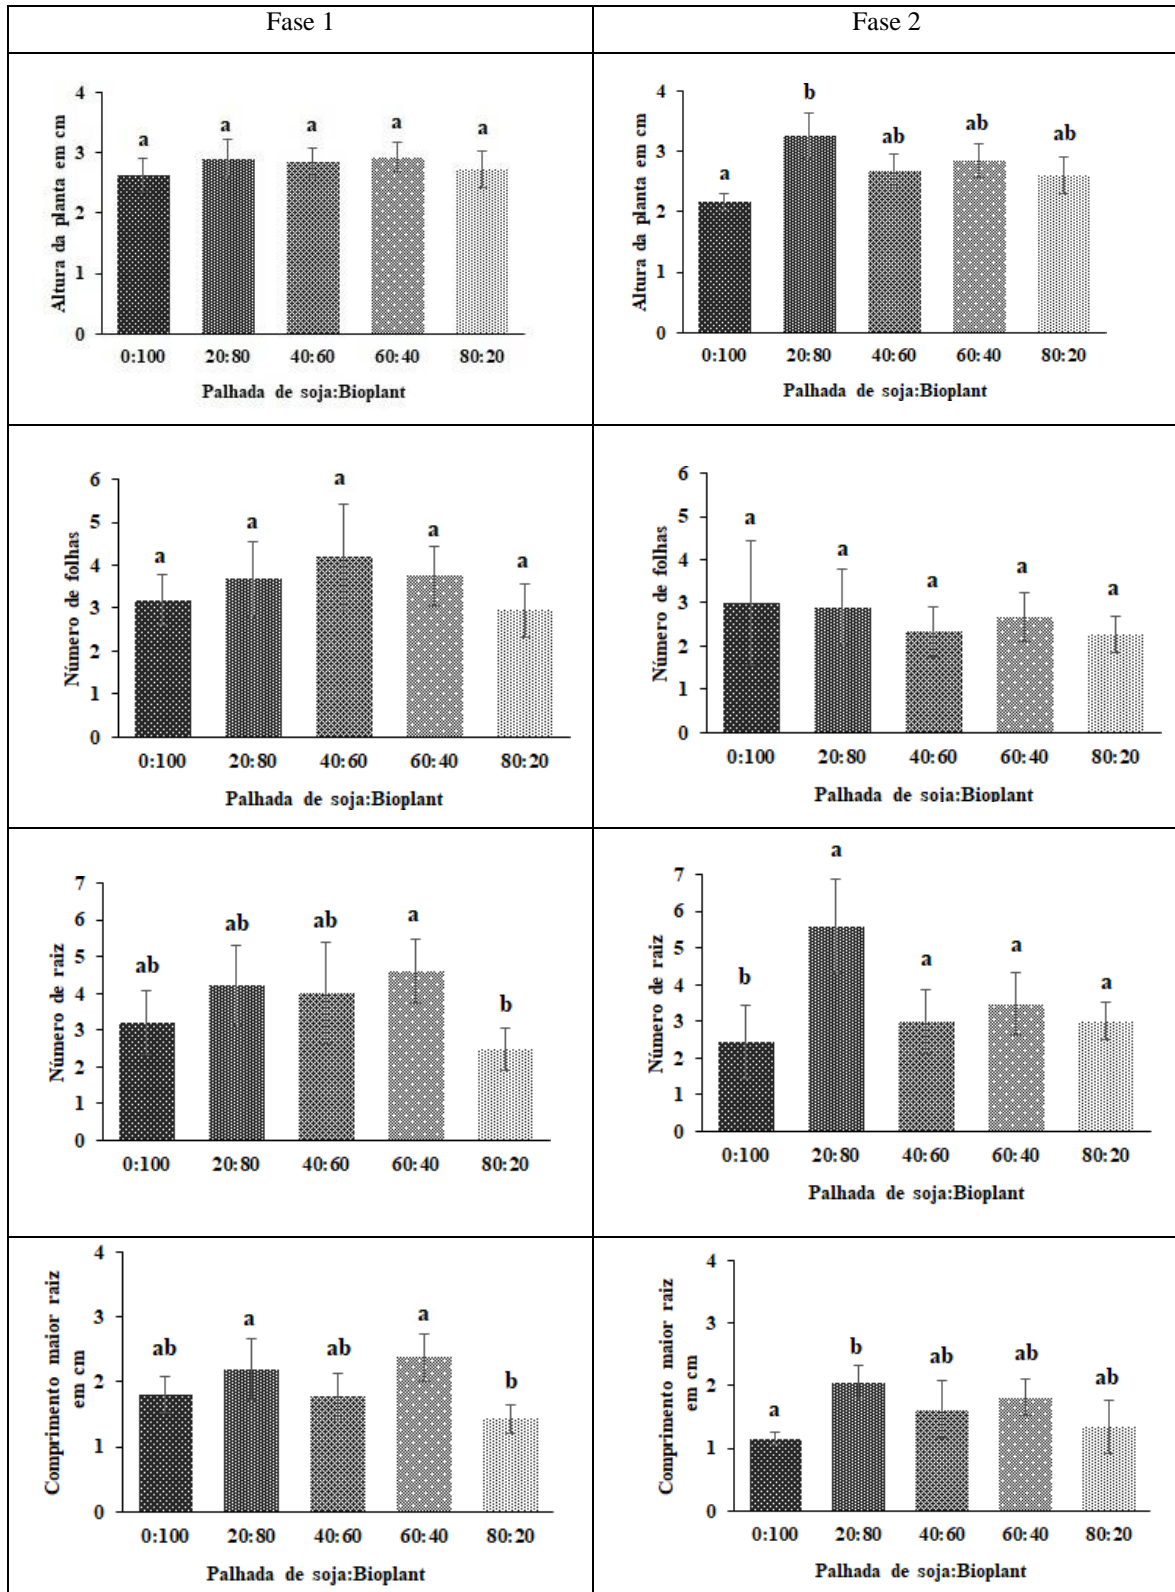 Fase 1
Fase 2
Altura da planta em cm
4
3
2
1
0
a a a a a
0:100 20:80 40:60 60:40 80:20
Palhada de soja:Bioplant
Altura da planta em cm
4
3
2
1
0
a b ab ab ab
0:100 20:80 40:60 60:40 80:20
Palhada de soja:Bioplant
Número de folhas
6
5
4
3
2
1
0
a a a a a
0:100 20:80 40:60 60:40 80:20
Palhada de soja:Bioplant
Número de folhas
6
5
4
3
2
1
0
a a a a a
0:100 20:80 40:60 60:40 80:20
Palhada de soja:Bioplant
Número de raiz
7
6
5
4
3
2
1
0
ab ab ab a b
0:100 20:80 40:60 60:40 80:20
Número de raiz
7
6
5
4
3
2
1
0
b a a a a
0:100 20:80 40:60 60:40 80:20
Palhada de soja:Bioplant
Comprimento maior raiz
em cm
4
3
2
1
0
ab a ab a b
0:100 20:80 40:60 60:40 80:20
Palhada de soja:Bioplant
Comprimento maior raiz
em cm
4
3
2
1
0
a b ab ab ab
0:100 20:80 40:60 60:40 80:20
Palhada de soja:Bioplant